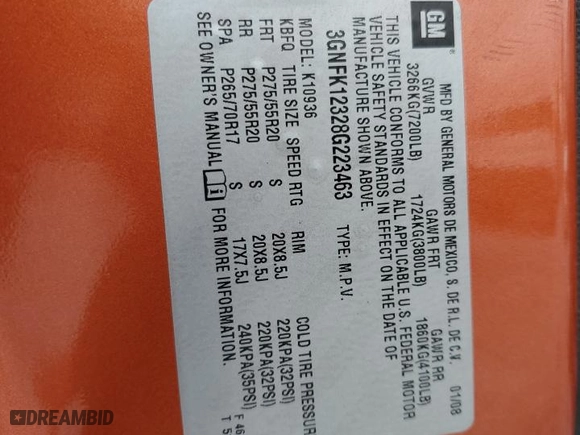 GM
MFD BY GENERAL MOTORS DE MEXICO, S. DE R.L. DE C.V. 01/08
GVWR GAWR FRT GAWR RR
3266KG(7200LB) 1724KG(3800LB) 1860KG(4100LB)
THIS VEHICLE CONFORMS TO ALL APPLICABLE U.S. FEDERAL MOTOR
VEHICLE SAFETY STANDARDS IN EFFECT ON THE DATE OF
MANUFACTURE SHOWN ABOVE.
3GNFK12328G223463 TYPE: M.P.V.
MODEL: K10936
KBFQ TIRE SIZE SPEED RTG RIM COLD TIRE PRESSUR
FRT P275/55R20 S 20X8.5J 220KPA(32PSI)
RR P275/55R20 S 20X8.5J 220KPA(32PSI)
SPA P265/70R17 S 17X7.5J 240KPA(35PSI)
SEE OWNER'S MANUAL i FOR MORE INFORMATION.
F 46
T 5
DREAMBID